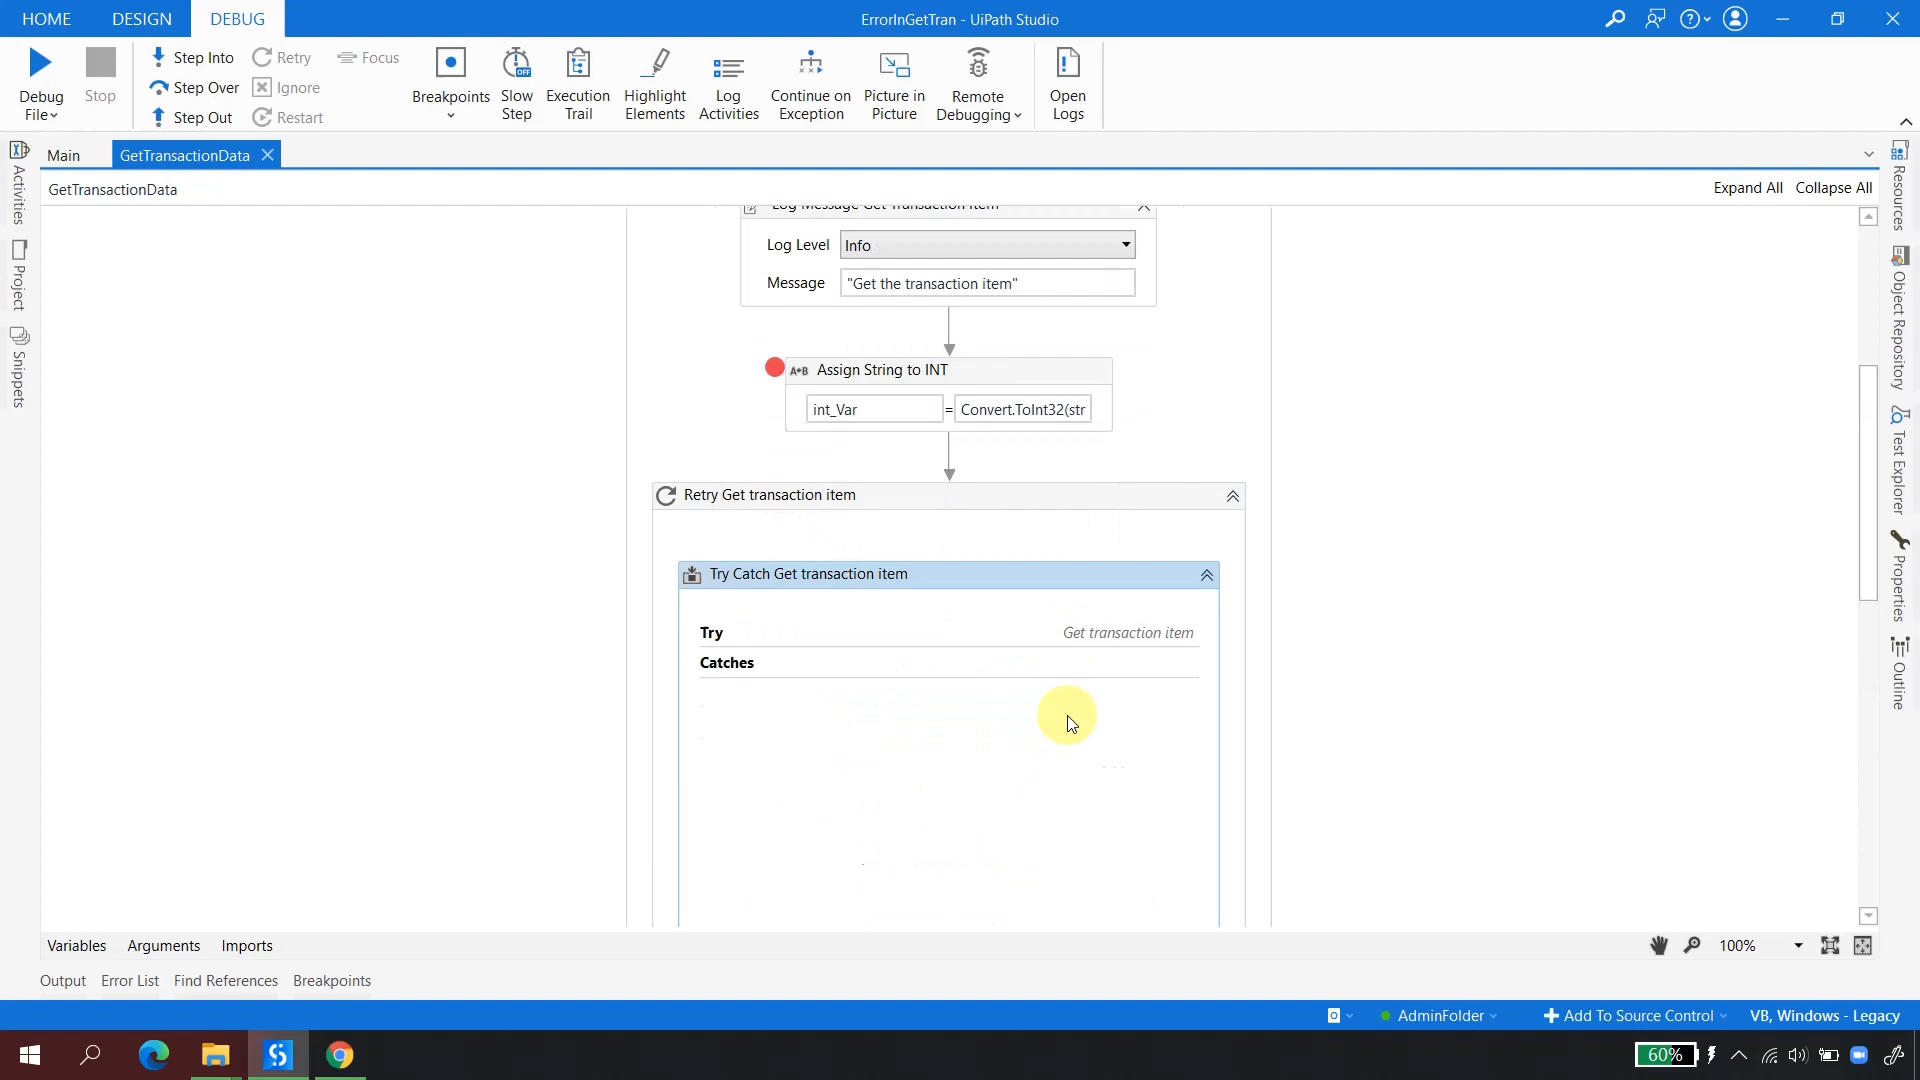 HOME DESIGN DEBUG ErrorInGetTran - UiPath Studio
Debug File Stop Step Into Retry Focus
Step Over Ignore
Step Out Restart
Breakpoints Slow Step Execution Trail Highlight Elements Log Activities Continue on Exception Picture in Picture Remote Debugging Open Logs
Main GetTransactionData
GetTransactionData Expand All Collapse All
Activities
Project
Snippets
Log Message Get Transaction Item
Log Level Info
Message "Get the transaction item"
A+B Assign String to INT
int_Var = Convert.ToInt32(str
Retry Get transaction item
Try Catch Get transaction item
Try Get transaction item
Catches
Resources
Object Repository
Test Explorer
Properties
Outline
Variables Arguments Imports 100%
Output Error List Find References Breakpoints
AdminFolder Add To Source Control VB, Windows - Legacy
60%